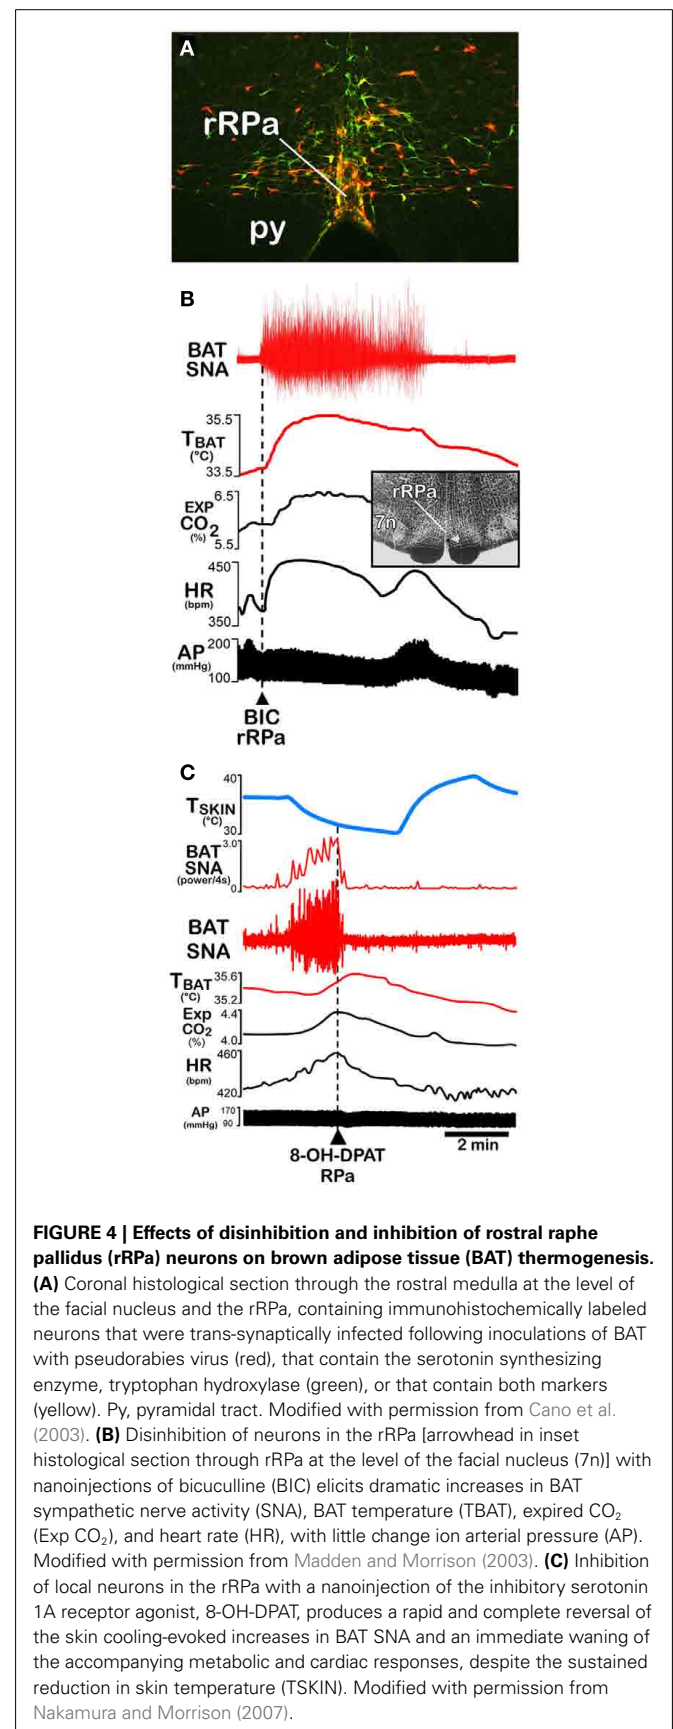 A
rRPa
py
B
BAT
SNA
35.5
TBAT
(°C)
33.5
6.5
EXP
CO2
(%)
5.5
rRPa
7n
450
HR
(bpm)
350
200
AP
(mmHg)
100
BIC
rRPa
C
40
TSKIN
(°C)
30
BAT
3.0
SNA
(power/4s)
0
BAT
SNA
35.6
TBAT
(°C)
35.2
Exp
4.4
CO2
(%)
4.0
460
HR
(bpm)
420
AP
170
(mmHg)
90
2 min
8-OH-DPAT
RPa
FIGURE 4 | Effects of disinhibition and inhibition of rostral raphe
pallidus (rRPa) neurons on brown adipose tissue (BAT) thermogenesis.
(A) Coronal histological section through the rostral medulla at the level of
the facial nucleus and the rRPa, containing immunohistochemically labeled
neurons that were trans-synaptically infected following inoculations of BAT
with pseudorabies virus (red), that contain the serotonin synthesizing
enzyme, tryptophan hydroxylase (green), or that contain both markers
(yellow). Py, pyramidal tract. Modified with permission from Cano et al.
(2003). (B) Disinhibition of neurons in the rRPa [arrowhead in inset
histological section through rRPa at the level of the facial nucleus (7n)] with
nanoinjections of bicuculline (BIC) elicits dramatic increases in BAT
sympathetic nerve activity (SNA), BAT temperature (TBAT), expired CO₂
(Exp CO₂), and heart rate (HR), with little change ion arterial pressure (AP).
Modified with permission from Madden and Morrison (2003). (C) Inhibition
of local neurons in the rRPa with a nanoinjection of the inhibitory serotonin
1A receptor agonist, 8-OH-DPAT, produces a rapid and complete reversal of
the skin cooling-evoked increases in BAT SNA and an immediate waning of
the accompanying metabolic and cardiac responses, despite the sustained
reduction in skin temperature (TSKIN). Modified with permission from
Nakamura and Morrison (2007).